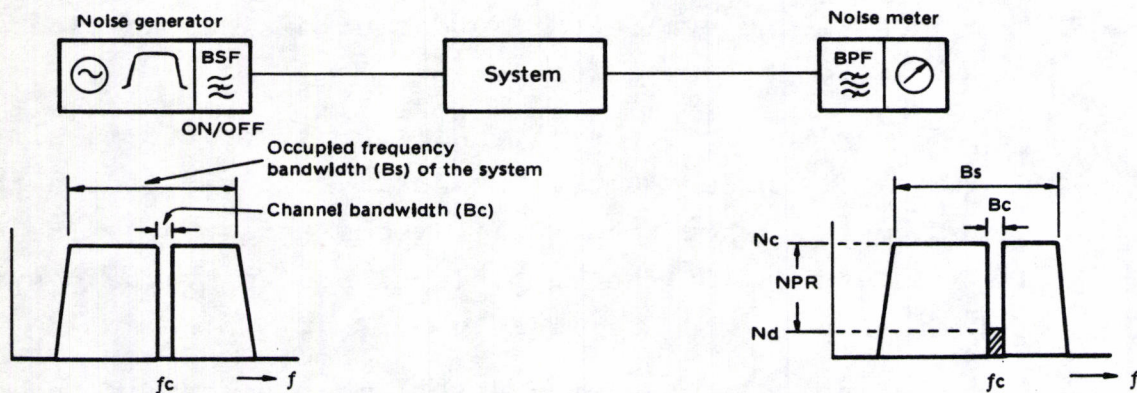 Noise generator
Noise meter
BSF
System
BPF
ON/OFF
Occupied frequency
bandwidth (Bs) of the system
Channel bandwidth (Bc)
fc
f
Bs
Bc
Nc
NPR
Nd
fc
f